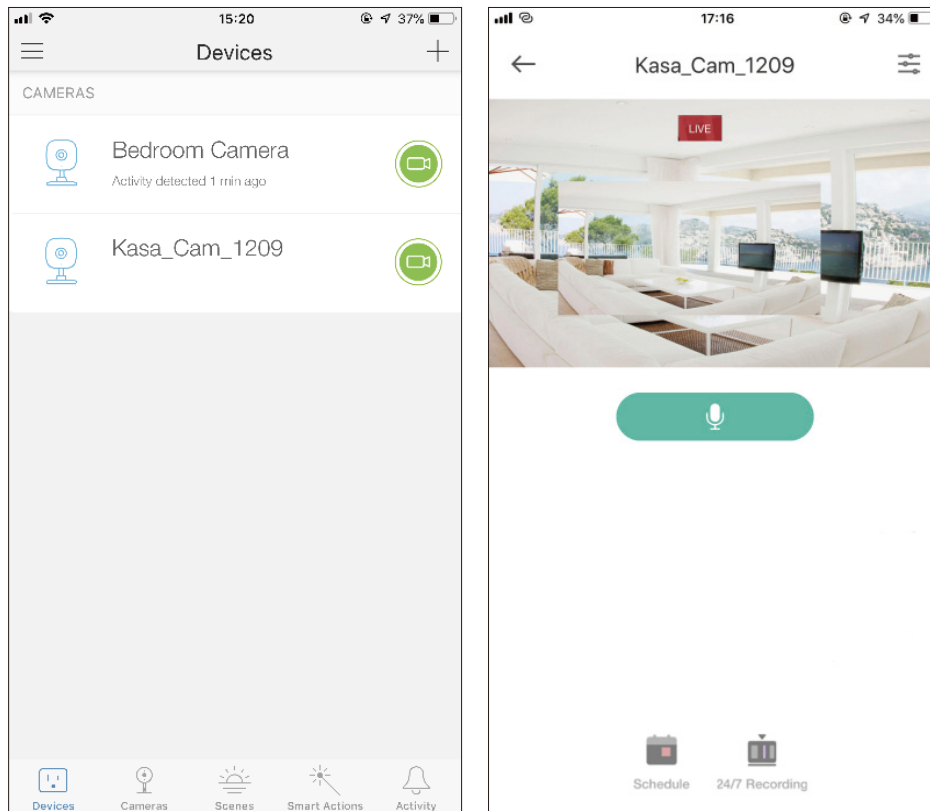 15:20
37%
Devices
CAMERAS
Bedroom Camera
Activity detected 1 min ago
Kasa_Cam_1209
Devices
Cameras
Scenes
Smart Actions
Activity
17:16
34%
Kasa_Cam_1209
LIVE
Schedule
24/7 Recording